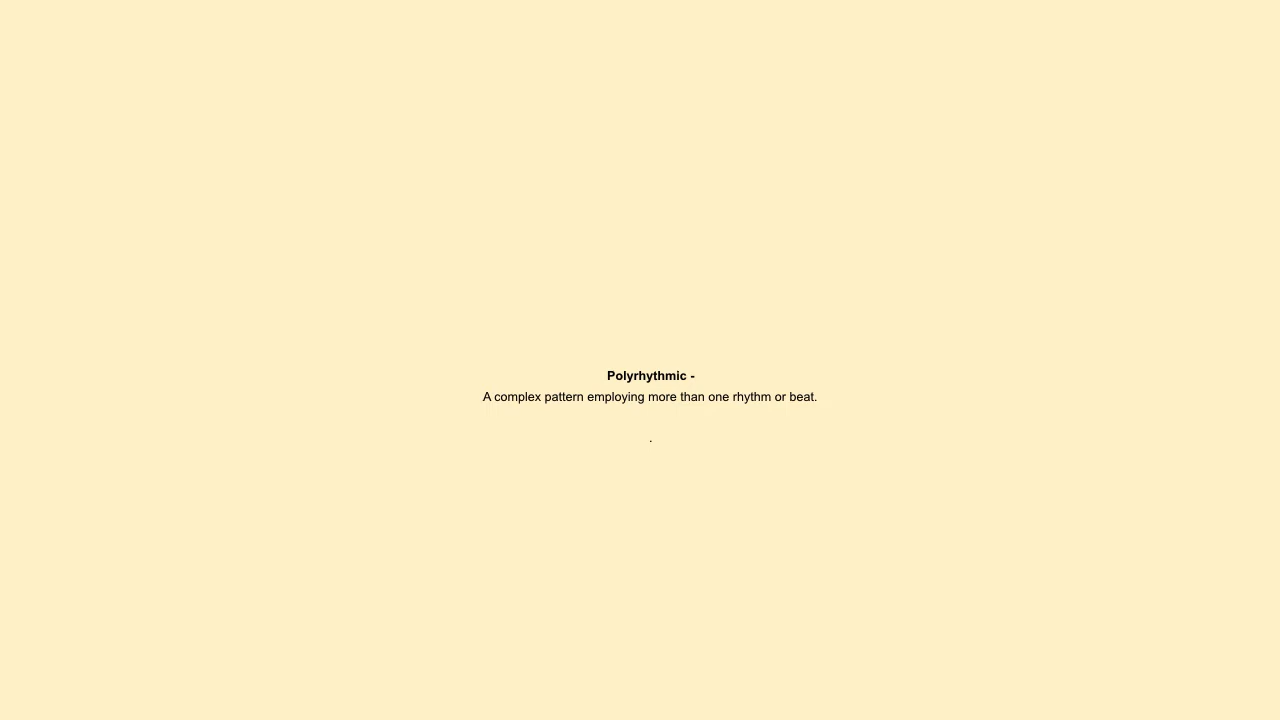 Polyrhythmic -
A complex pattern employing more than one rhythm or beat.
.